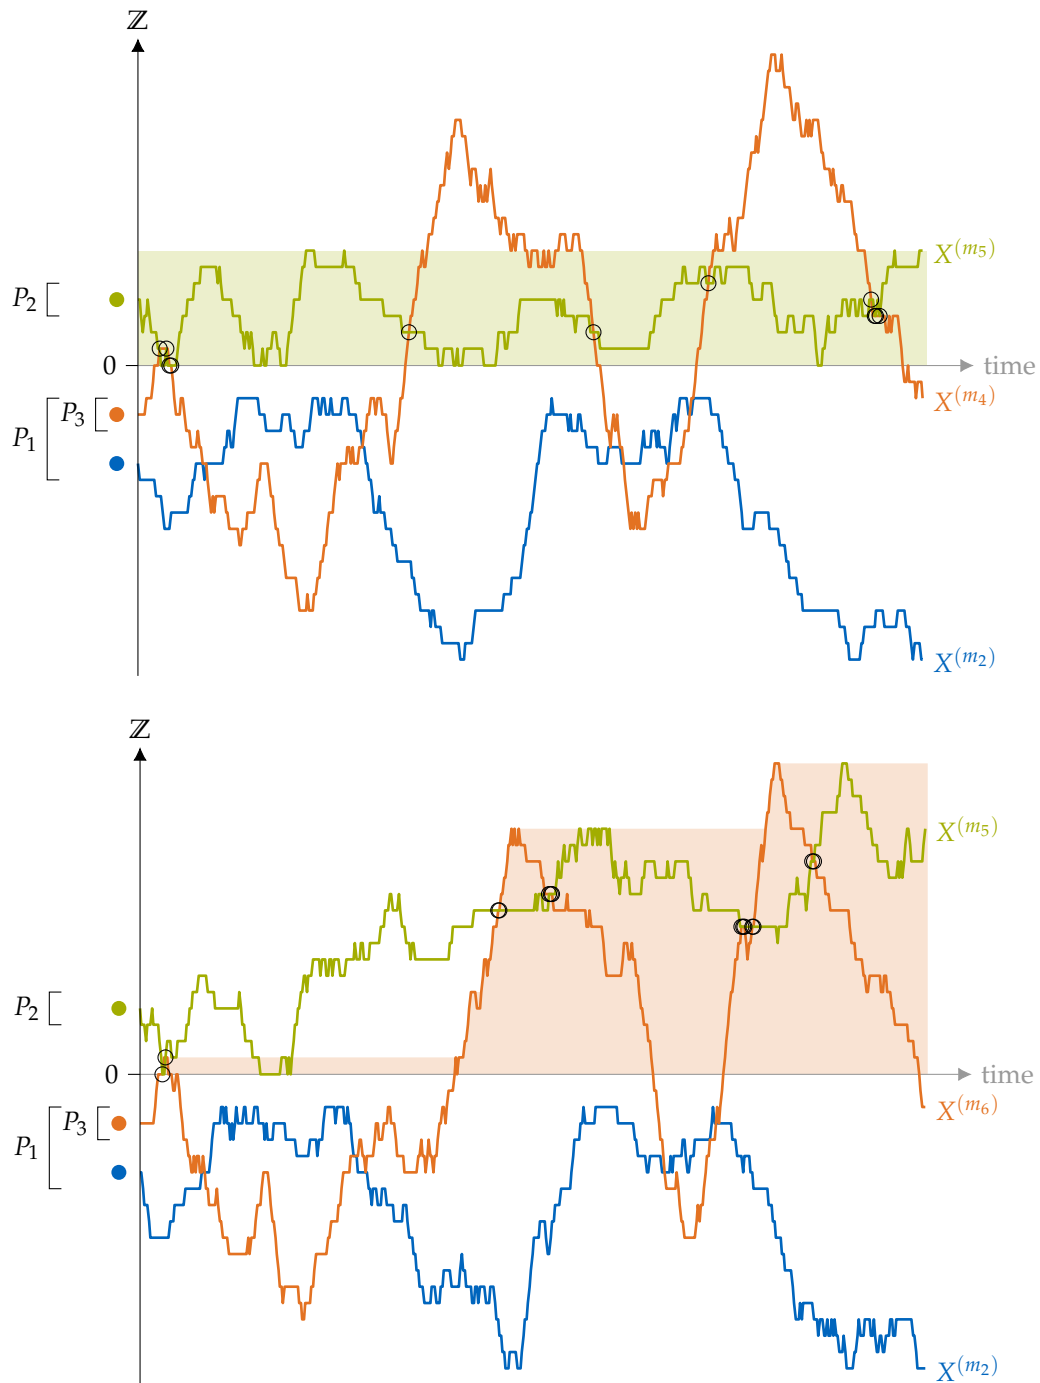 ℤ
X^(m₅)
P₂
0
time
X^(m₄)
P₃
P₁
X^(m₂)
ℤ
X^(m₅)
P₂
0
time
X^(m₆)
P₃
P₁
X^(m₂)